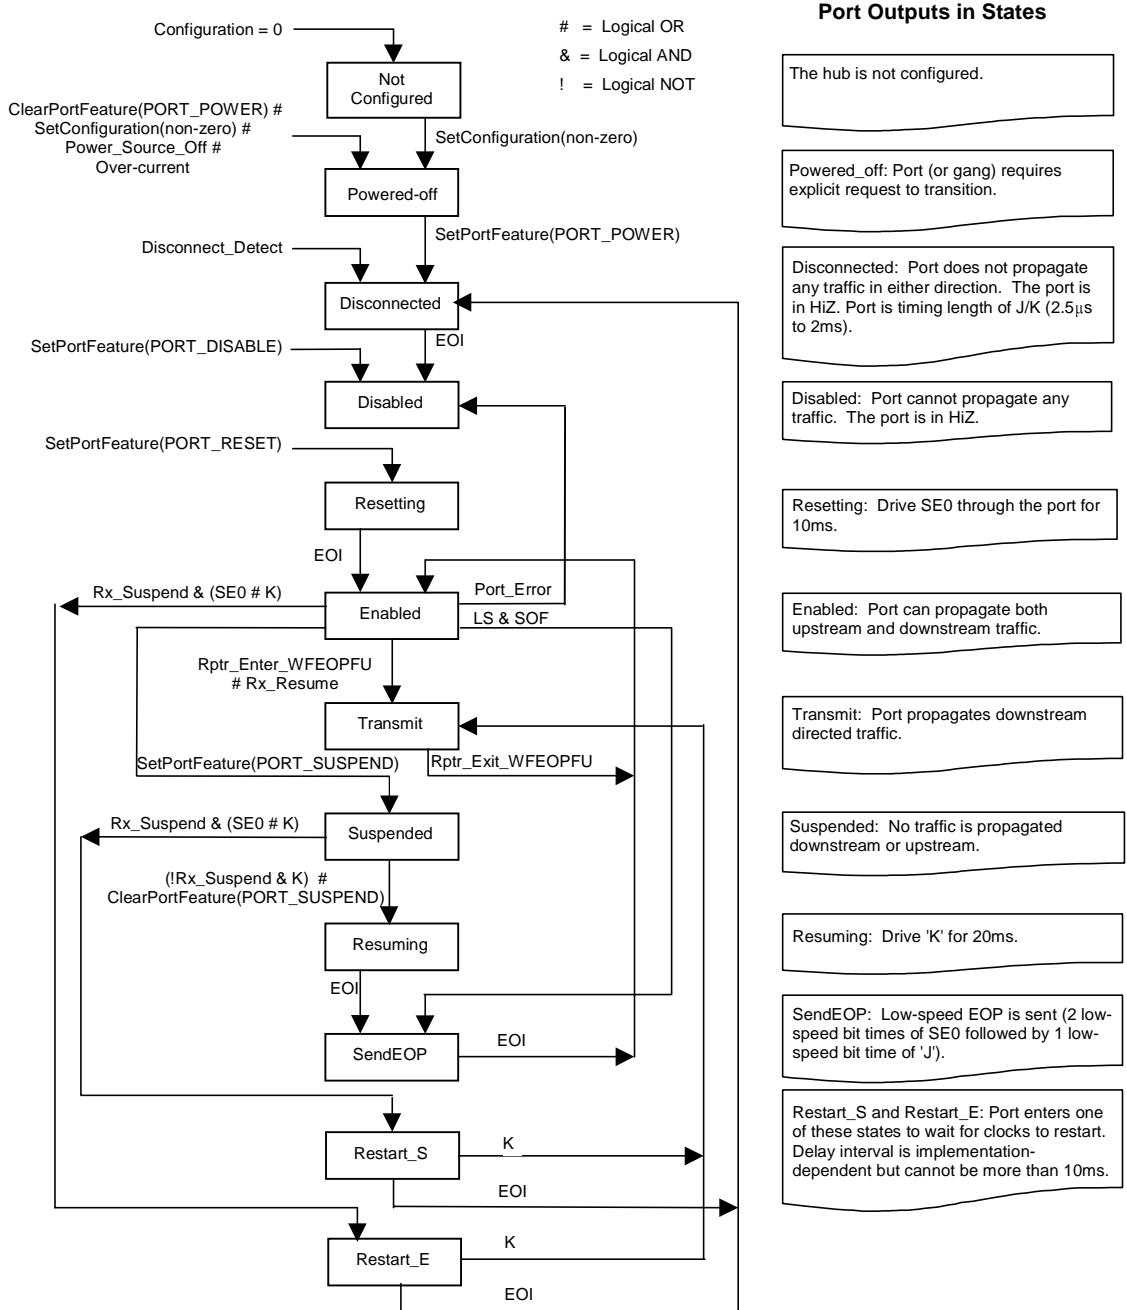 Port Outputs in States
Configuration = 0
# = Logical OR
& = Logical AND
! = Logical NOT
Not
Configured
The hub is not configured.
ClearPortFeature(PORT_POWER) #
SetConfiguration(non-zero) #
Power_Source_Off #
Over-current
SetConfiguration(non-zero)
Powered-off
Powered_off: Port (or gang) requires
explicit request to transition.
SetPortFeature(PORT_POWER)
Disconnect_Detect
Disconnected
Disconnected: Port does not propagate
any traffic in either direction. The port is
in HiZ. Port is timing length of J/K (2.5µs
to 2ms).
EOI
SetPortFeature(PORT_DISABLE)
Disabled
Disabled: Port cannot propagate any
traffic. The port is in HiZ.
SetPortFeature(PORT_RESET)
Resetting
Resetting: Drive SE0 through the port for
10ms.
EOI
Rx_Suspend & (SE0 # K)
Enabled
Port_Error
LS & SOF
Enabled: Port can propagate both
upstream and downstream traffic.
Rptr_Enter_WFEOPFU
# Rx_Resume
Transmit
Transmit: Port propagates downstream
directed traffic.
SetPortFeature(PORT_SUSPEND)
Rptr_Exit_WFEOPFU
Rx_Suspend & (SE0 # K)
Suspended
Suspended: No traffic is propagated
downstream or upstream.
(!Rx_Suspend & K) #
ClearPortFeature(PORT_SUSPEND)
Resuming
Resuming: Drive 'K' for 20ms.
EOI
SendEOP
EOI
SendEOP: Low-speed EOP is sent (2 low-
speed bit times of SE0 followed by 1 low-
speed bit time of 'J').
Restart_S
K
EOI
Restart_S and Restart_E: Port enters one
of these states to wait for clocks to restart.
Delay interval is implementation-
dependent but cannot be more than 10ms.
Restart_E
K
EOI